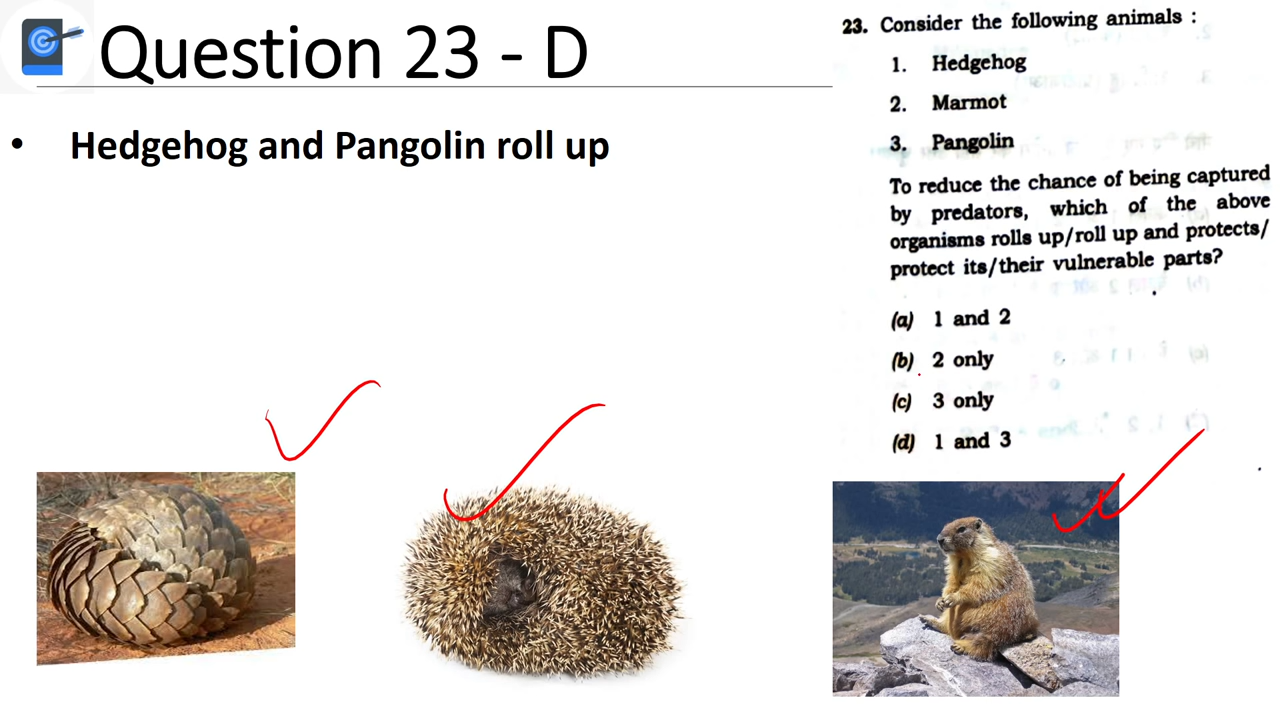 Question 23 - D
• Hedgehog and Pangolin roll up
23. Consider the following animals :
1. Hedgehog
2. Marmot
3. Pangolin
To reduce the chance of being captured
by predators, which of the above
organisms rolls up/roll up and protects/
protect its/their vulnerable parts?
(a) 1 and 2
(b) 2 only
(c) 3 only
(d) 1 and 3